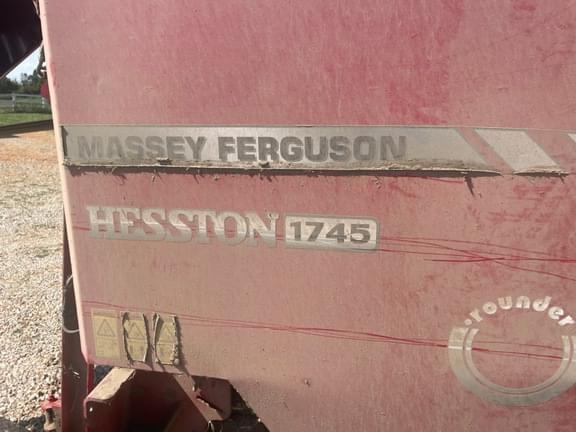 MASSEY FERGUSON
HESSTON 1745
rounder